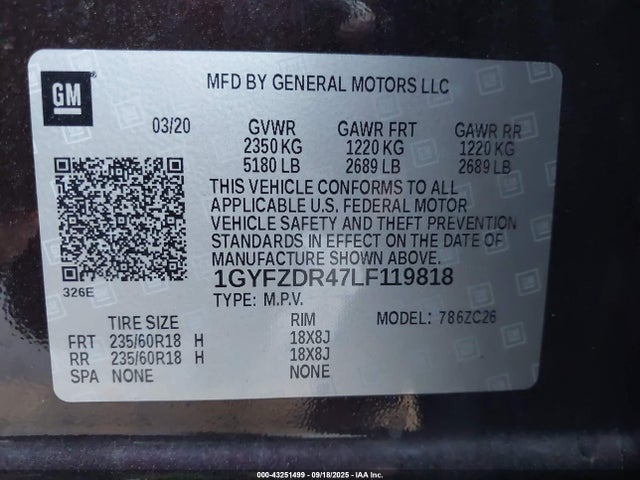 GM
MFD BY GENERAL MOTORS LLC
03/20 GVWR GAWR FRT GAWR RR
2350 KG 1220 KG 1220 KG
5180 LB 2689 LB 2689 LB
THIS VEHICLE CONFORMS TO ALL
APPLICABLE U.S. FEDERAL MOTOR
VEHICLE SAFETY AND THEFT PREVENTION
STANDARDS IN EFFECT ON THE DATE OF
MANUFACTURE SHOWN ABOVE.
326E
1GYFZDR47LF119818
TYPE: M.P.V.
TIRE SIZE RIM MODEL: 786ZC26
FRT 235/60R18 H 18X8J
RR 235/60R18 H 18X8J
SPA NONE NONE
000-43251499 - 09/18/2025 - IAA Inc.